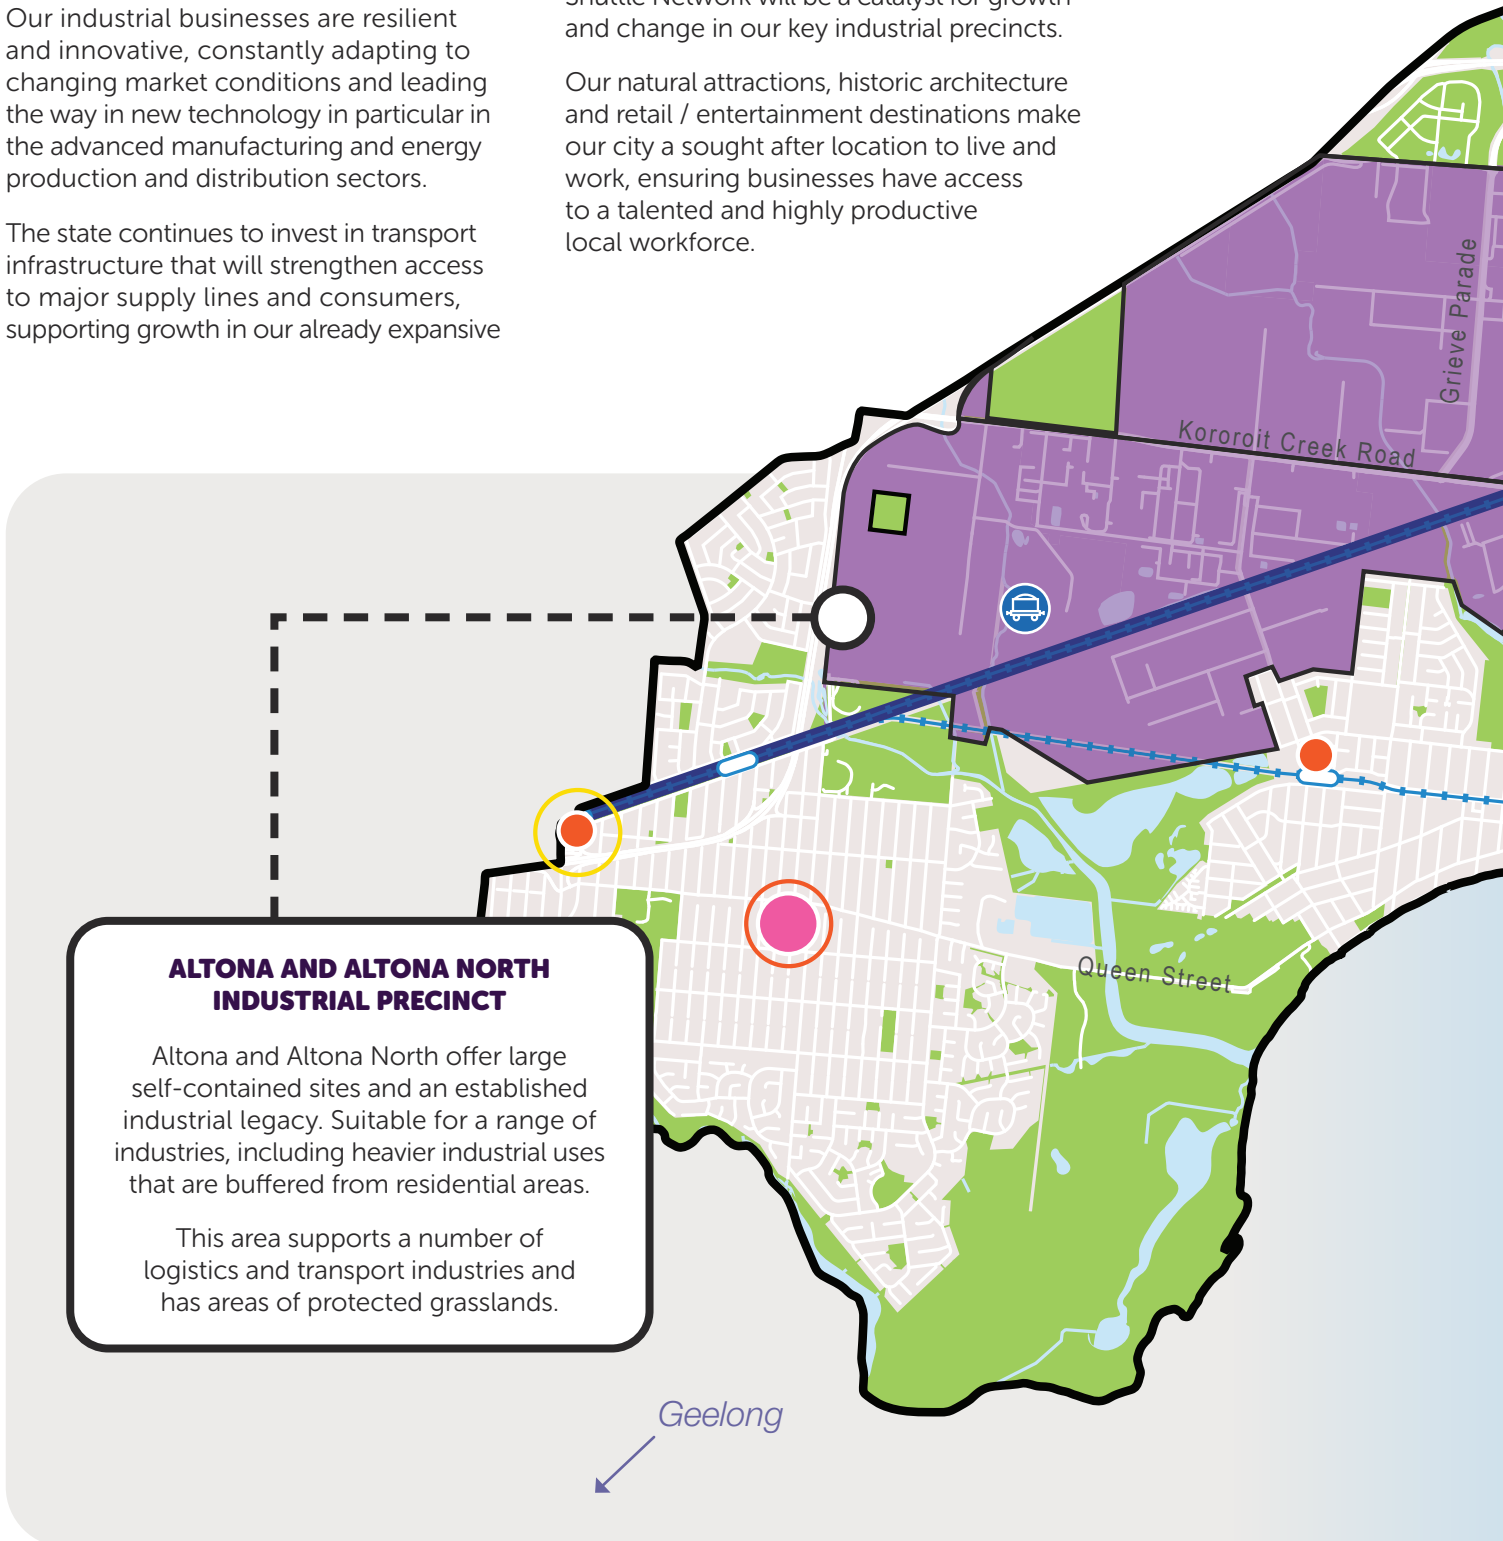 Our industrial businesses are resilient
and innovative, constantly adapting to
changing market conditions and leading
the way in new technology in particular in
the advanced manufacturing and energy
production and distribution sectors.
The state continues to invest in transport
infrastructure that will strengthen access
to major supply lines and consumers,
supporting growth in our already expansive
Shuttle Network will be a catalyst for growth
and change in our key industrial precincts.
Our natural attractions, historic architecture
and retail / entertainment destinations make
our city a sought after location to live and
work, ensuring businesses have access
to a talented and highly productive
local workforce.
Grieve Parade
Kororoit Creek Road
Queen Street
ALTONA AND ALTONA NORTH
INDUSTRIAL PRECINCT
Altona and Altona North offer large
self-contained sites and an established
industrial legacy. Suitable for a range of
industries, including heavier industrial uses
that are buffered from residential areas.
This area supports a number of
logistics and transport industries and
has areas of protected grasslands.
Geelong